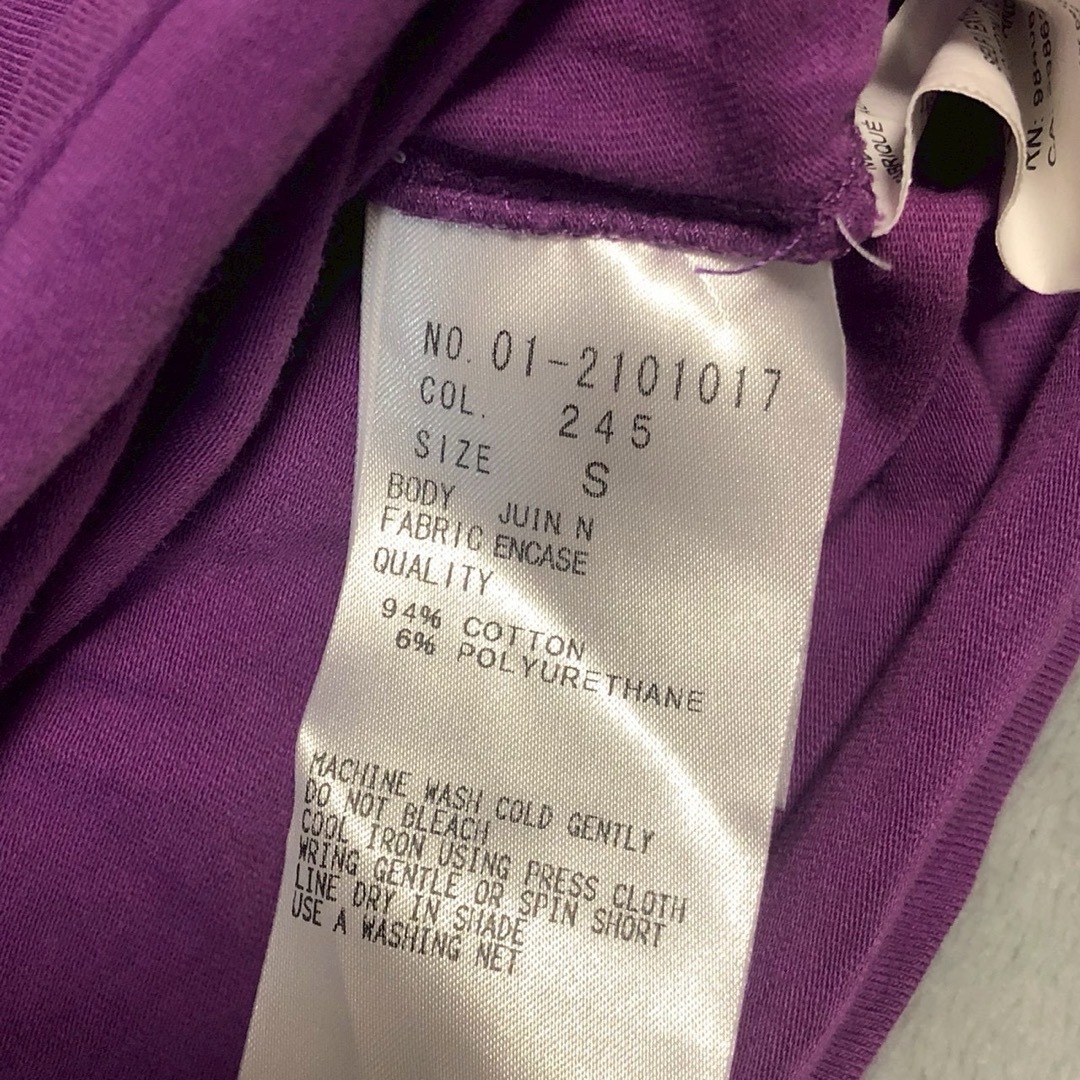 NO. 01-2101017
COL. 245
SIZE S
BODY JUIN N
FABRIC ENCASE
QUALITY
94% COTTON
6% POLYURETHANE
MACHINE WASH COLD GENTLY
DO NOT BLEACH
COOL IRON USING PRESS CLOTH
WRING GENTLE OR SPIN SHORT
LINE DRY IN SHADE
USE A WASHING NET
CA